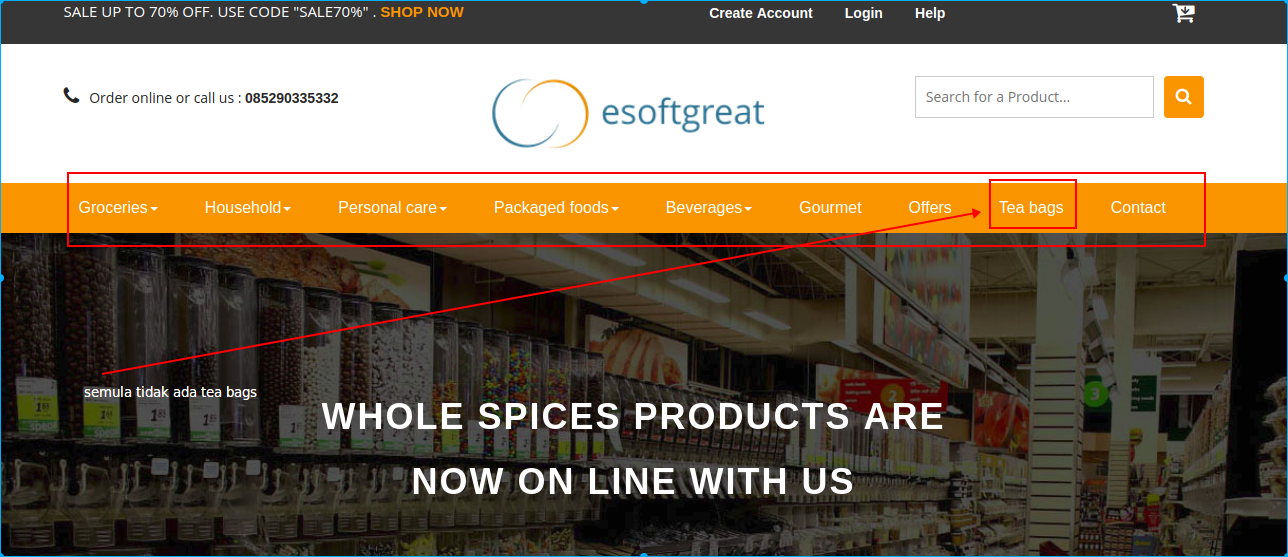 SALE UP TO 70% OFF. USE CODE "SALE70%" . SHOP NOW
Create Account Login Help
Order online or call us : 085290335332
esoftgreat
Search for a Product...
Groceries Household Personal care Packaged foods Beverages Gourmet Offers Tea bags Contact
semula tidak ada tea bags
WHOLE SPICES PRODUCTS ARE
NOW ON LINE WITH US
2
3